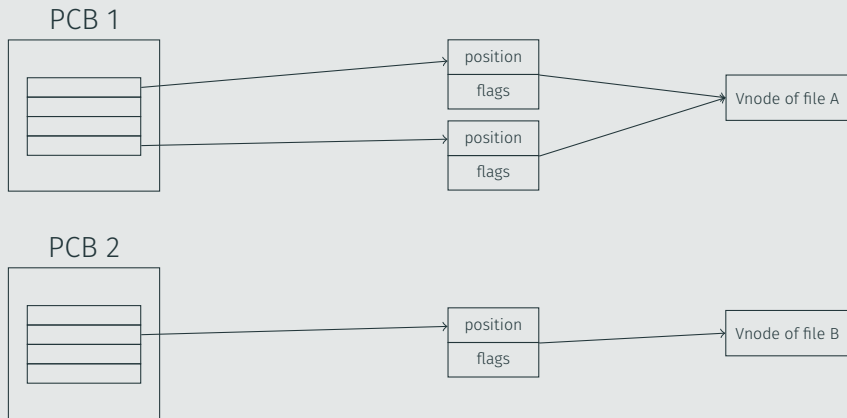 PCB 1
position
flags
Vnode of file A
position
flags
PCB 2
position
flags
Vnode of file B